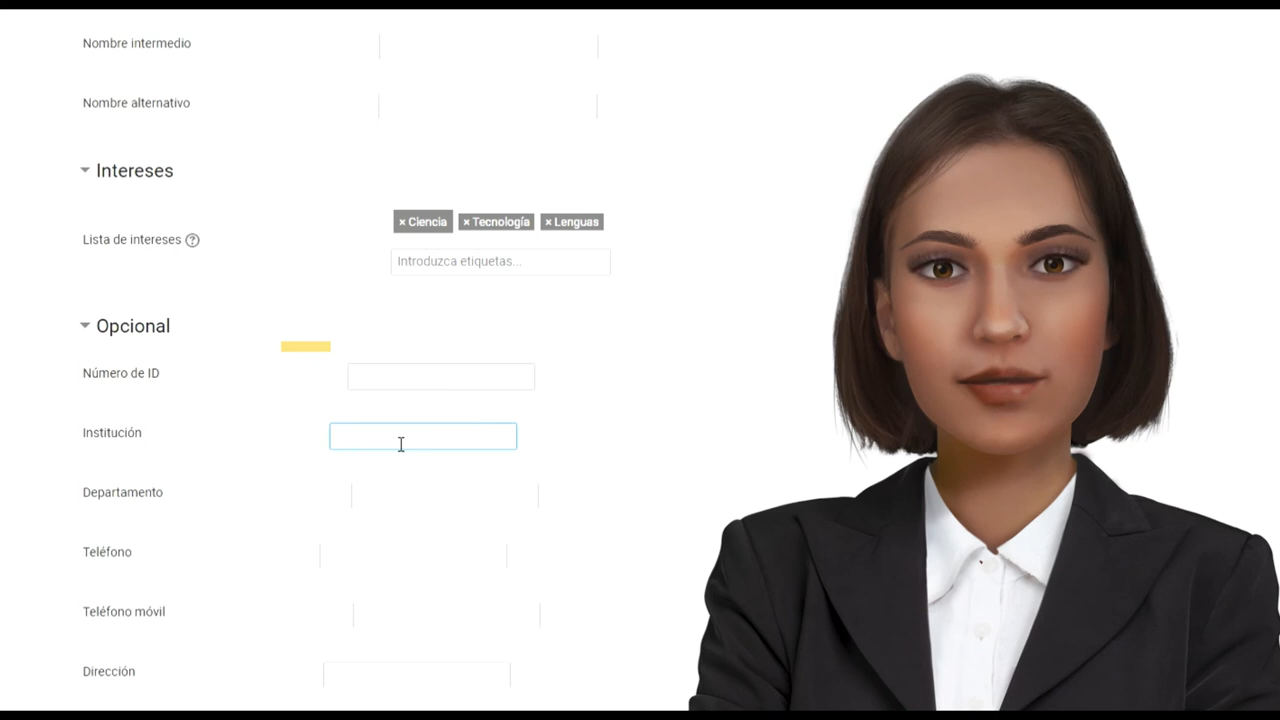 Nombre intermedio
Nombre alternativo
Intereses
× Ciencia × Tecnología × Lenguas
Lista de intereses ?
Introduzca etiquetas...
Opcional
Número de ID
Institución
Departamento
Teléfono
Teléfono móvil
Dirección